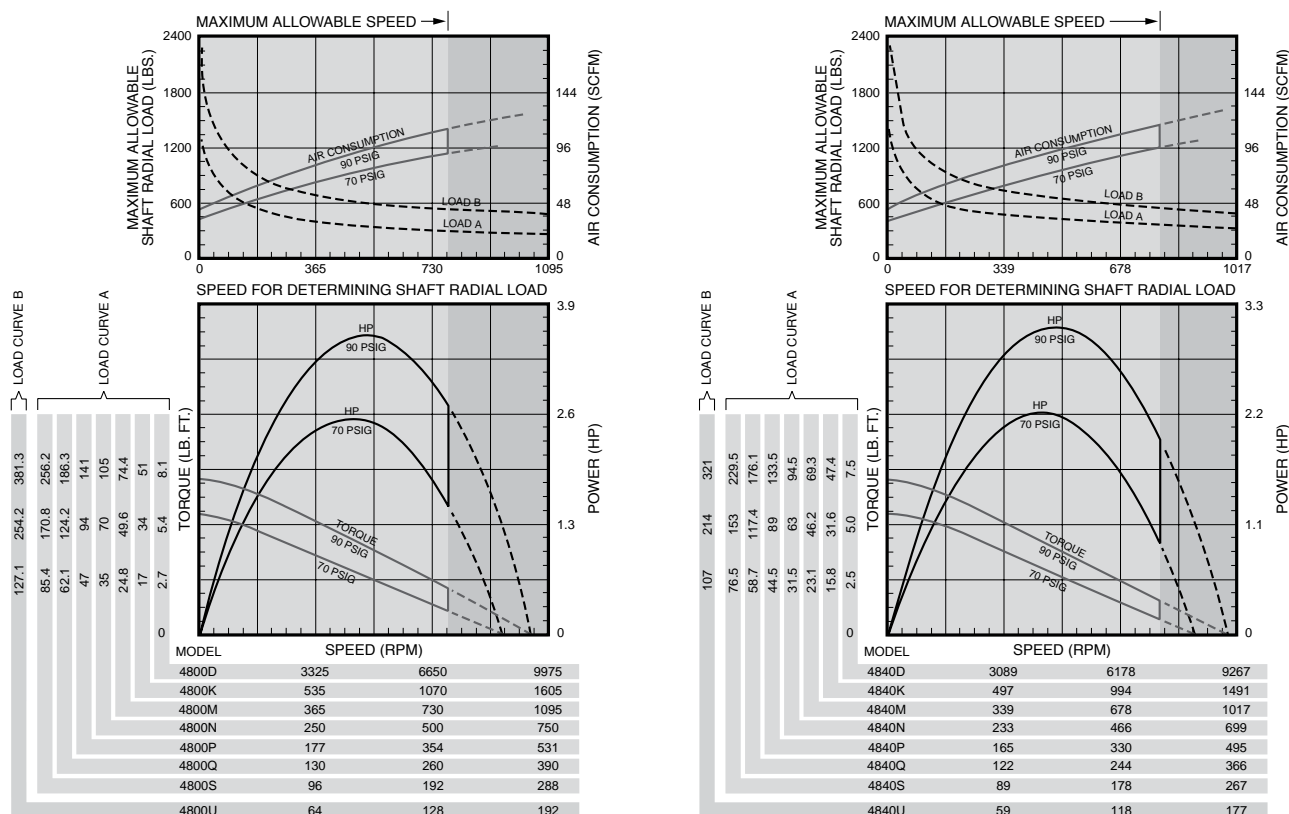 MAXIMUM ALLOWABLE SPEED
MAXIMUM ALLOWABLE
SHAFT RADIAL LOAD (LBS.)
2400
1800
1200
600
0
144
96
48
0
AIR CONSUMPTION (SCFM)
AIR CONSUMPTION
90 PSIG
70 PSIG
LOAD B
LOAD A
0 365 730 1095
SPEED FOR DETERMINING SHAFT RADIAL LOAD
LOAD CURVE B
LOAD CURVE A
381.3 256.2 186.3 141 105 74.4 51 8.1
254.2 170.8 124.2 94 70 49.6 34 5.4
127.1 85.4 62.1 47 35 24.8 17 2.7
0
TORQUE (LB. FT.)
3.9
2.6
1.3
0
POWER (HP)
HP
90 PSIG
HP
70 PSIG
TORQUE
90 PSIG
70 PSIG
MODEL SPEED (RPM)
4800D 3325 6650 9975
4800K 535 1070 1605
4800M 365 730 1095
4800N 250 500 750
4800P 177 354 531
4800Q 130 260 390
4800S 96 192 288
4800U 64 128 192
MAXIMUM ALLOWABLE SPEED
MAXIMUM ALLOWABLE
SHAFT RADIAL LOAD (LBS.)
2400
1800
1200
600
0
144
96
48
0
AIR CONSUMPTION (SCFM)
AIR CONSUMPTION
90 PSIG
70 PSIG
LOAD B
LOAD A
0 339 678 1017
SPEED FOR DETERMINING SHAFT RADIAL LOAD
LOAD CURVE B
LOAD CURVE A
321 229.5 176.1 133.5 94.5 69.3 47.4 7.5
214 153 117.4 89 63 46.2 31.6 5.0
107 76.5 58.7 44.5 31.5 23.1 15.8 2.5
0
TORQUE (LB. FT.)
3.3
2.2
1.1
0
POWER (HP)
HP
90 PSIG
HP
70 PSIG
TORQUE
90 PSIG
70 PSIG
MODEL SPEED (RPM)
4840D 3089 6178 9267
4840K 497 994 1491
4840M 339 678 1017
4840N 233 466 699
4840P 165 330 495
4840Q 122 244 366
4840S 89 178 267
4840U 59 118 177